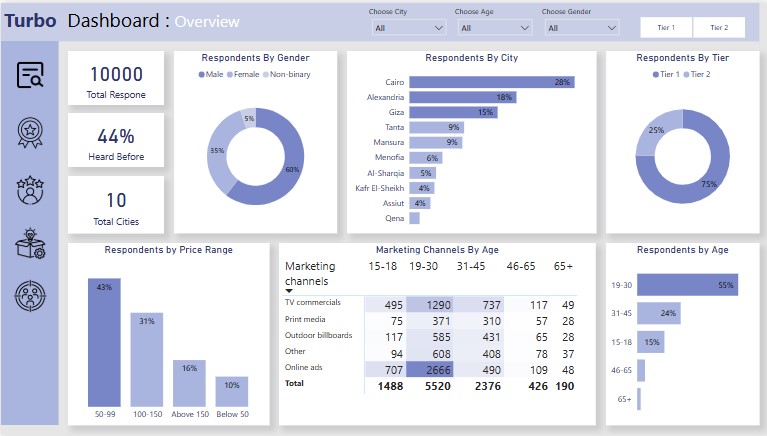 Turbo Dashboard : Overview
Choose City
All
Choose Age
All
Choose Gender
All
Tier 1
Tier 2
10000
Total Respone
44%
Heard Before
10
Total Cities
Respondents By Gender
Male Female Non-binary
5%
35%
60%
Respondents By City
Cairo 28%
Alexandria 18%
Giza 15%
Tanta 9%
Mansura 9%
Menofia 6%
Al-Sharqia 5%
Kafr El-Sheikh 4%
Assiut 4%
Qena
Respondents By Tier
Tier 1 Tier 2
25%
75%
Respondents by Price Range
43%
31%
16%
10%
50-99 100-150 Above 150 Below 50
Marketing Channels By Age
Marketing channels 15-18 19-30 31-45 46-65 65+
TV commercials 495 1290 737 117 49
Print media 75 371 310 57 28
Outdoor billboards 117 585 431 65 28
Other 94 608 408 78 37
Online ads 707 2666 490 109 48
Total 1488 5520 2376 426 190
Respondents by Age
19-30 55%
31-45 24%
15-18 15%
46-65
65+